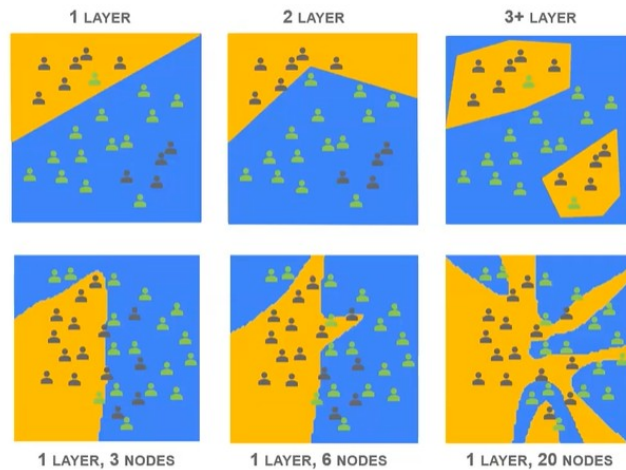 1 LAYER
2 LAYER
3+ LAYER
1 LAYER, 3 NODES
1 LAYER, 6 NODES
1 LAYER, 20 NODES